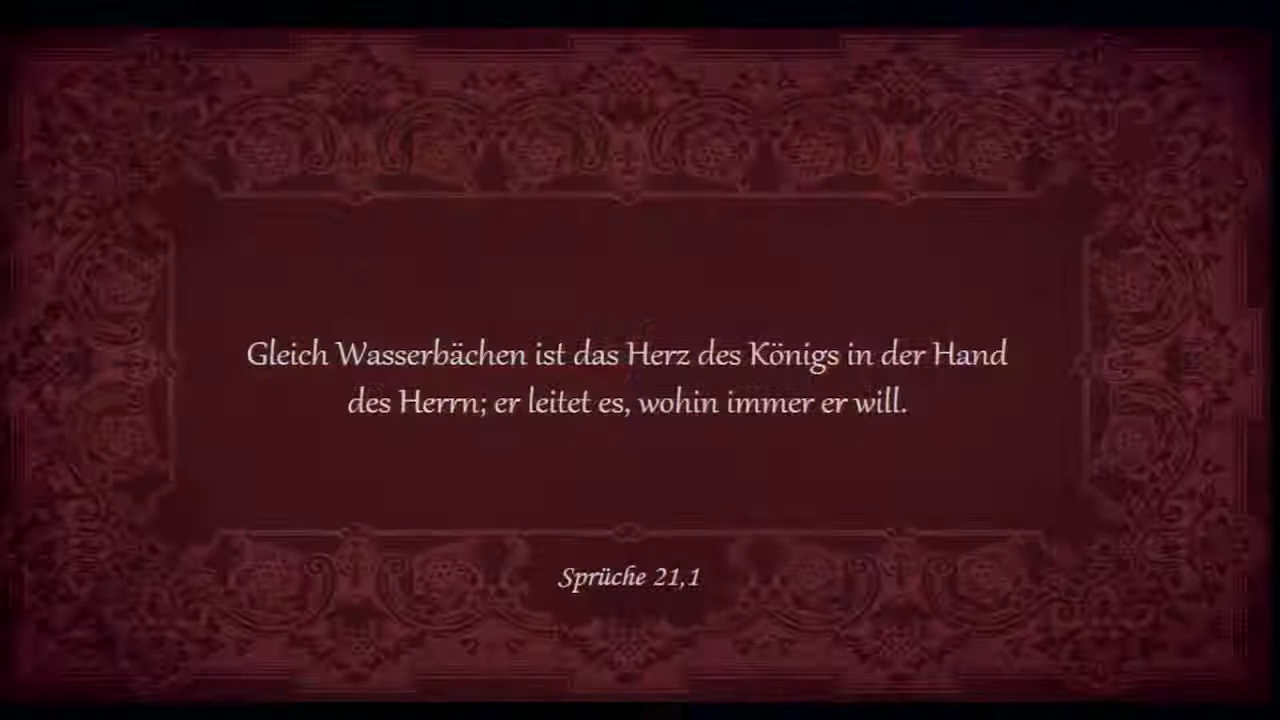 Gleich Wasserbächen ist das Herz des Königs in der Hand
des Herrn; er leitet es, wohin immer er will.
Sprüche 21,1